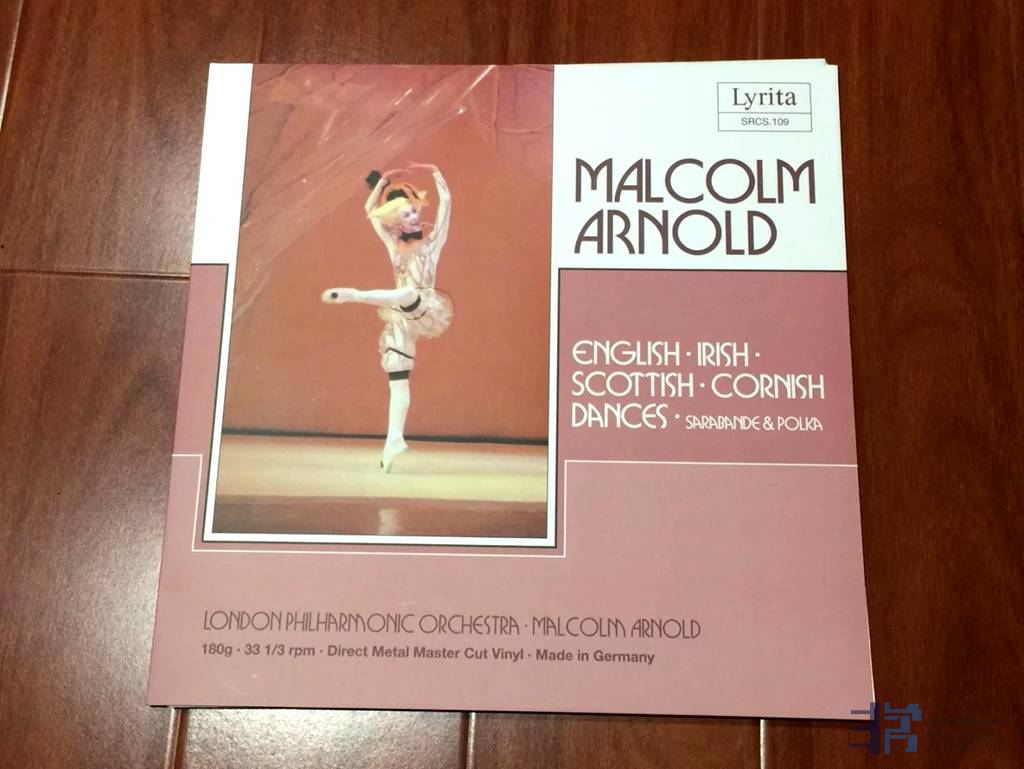 Lyrita
SRCS.109
MALCOLM
ARNOLD
ENGLISH · IRISH ·
SCOTTISH · CORNISH
DANCES · SARABANDE & POLKA
LONDON PHILHARMONIC ORCHESTRA · MALCOLM ARNOLD
180g · 33 1/3 rpm · Direct Metal Master Cut Vinyl · Made in Germany